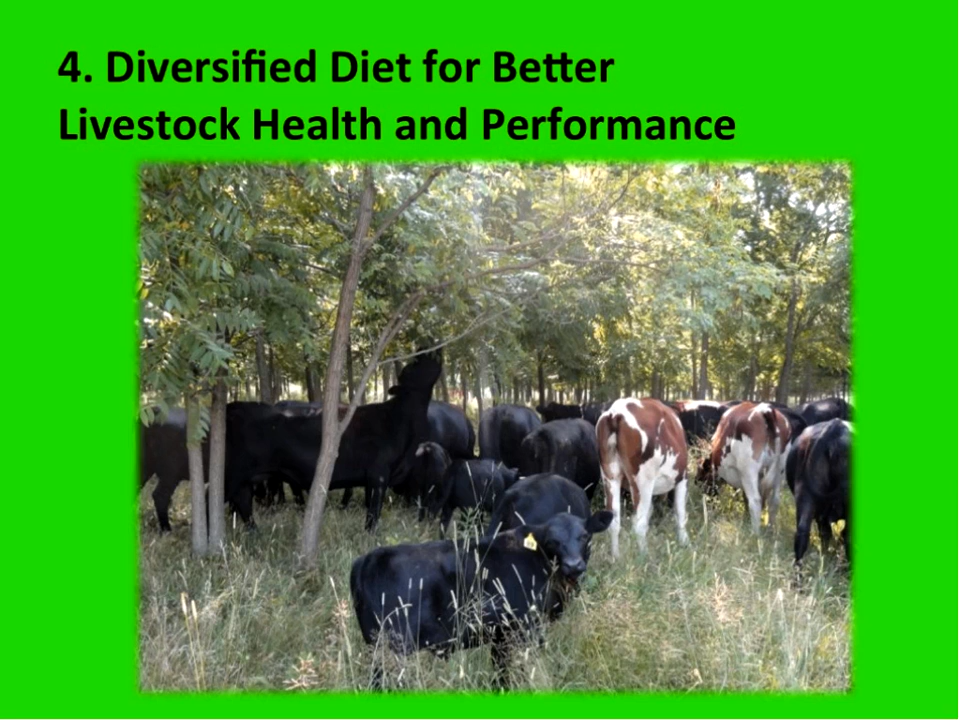 4. Diversified Diet for Better
Livestock Health and Performance